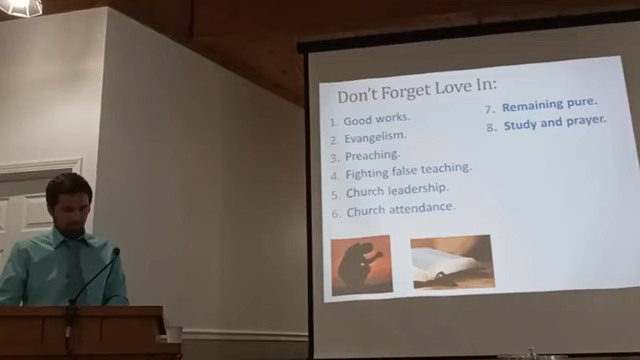 Don't Forget Love In:
1. Good works.
2. Evangelism.
3. Preaching.
4. Fighting false teaching.
5. Church leadership.
6. Church attendance.
7. Remaining pure.
8. Study and prayer.